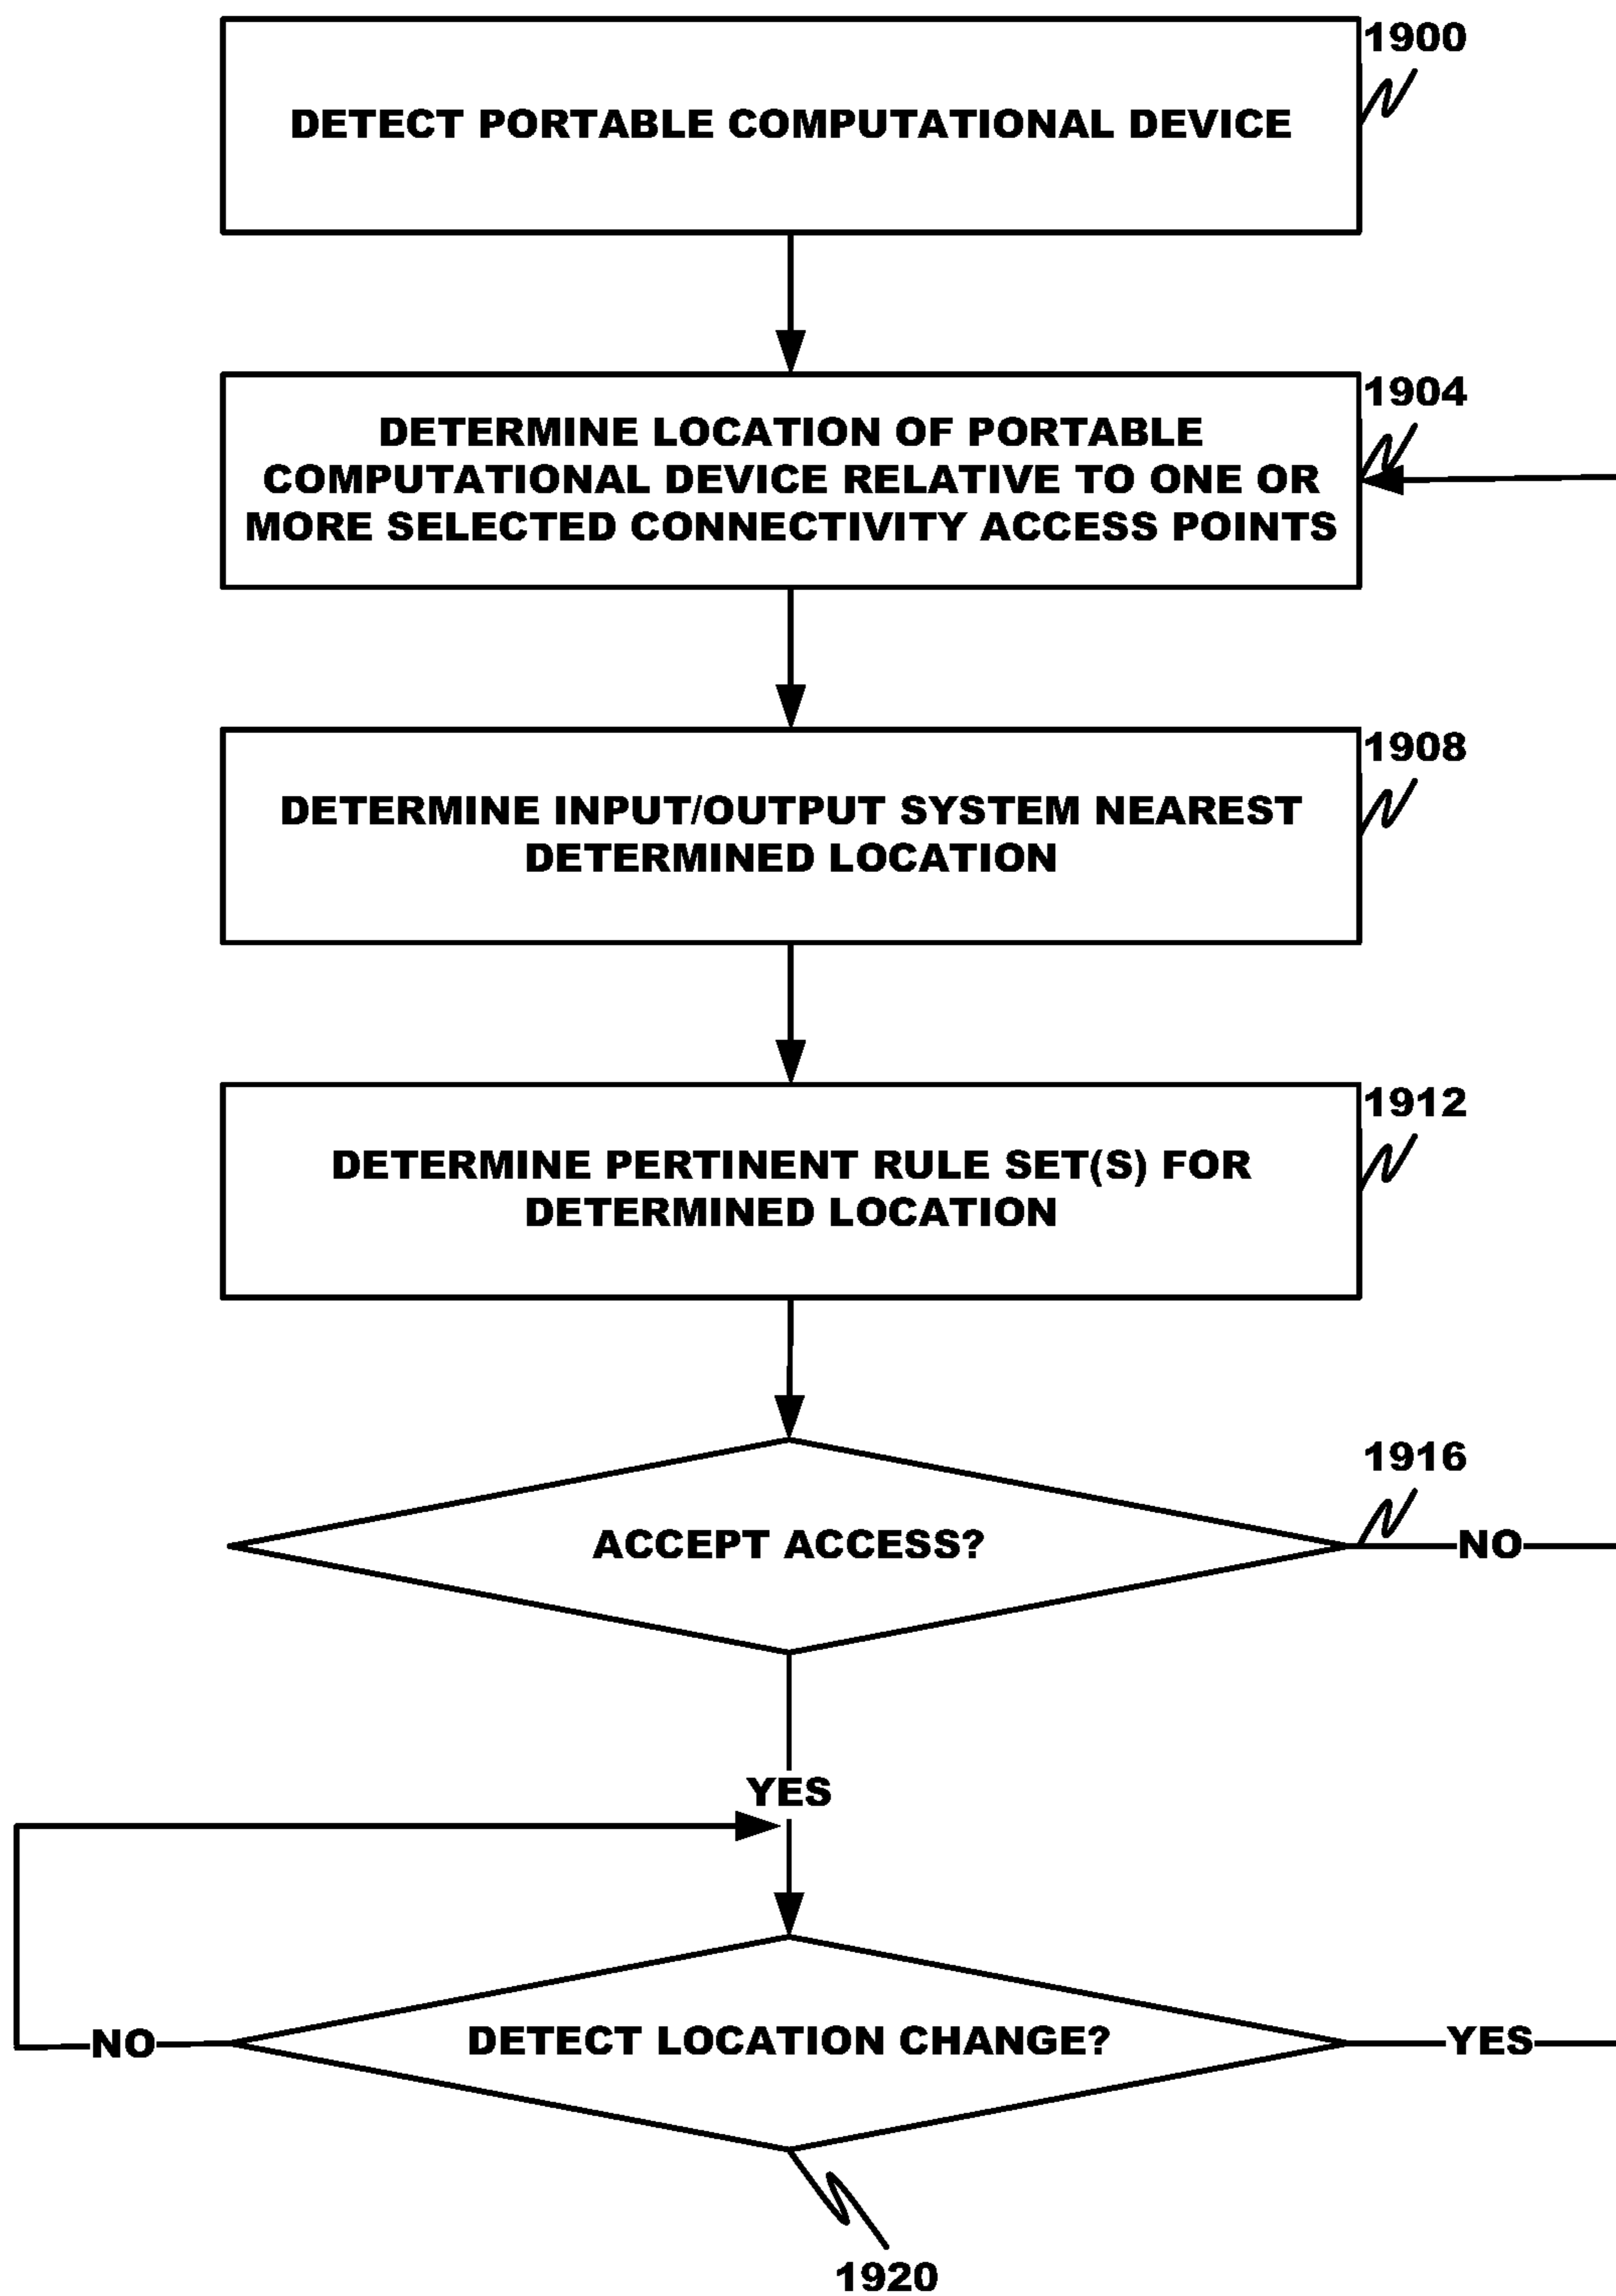 1900
DETECT PORTABLE COMPUTATIONAL DEVICE
1904
DETERMINE LOCATION OF PORTABLE
COMPUTATIONAL DEVICE RELATIVE TO ONE OR
MORE SELECTED CONNECTIVITY ACCESS POINTS
1908
DETERMINE INPUT/OUTPUT SYSTEM NEAREST
DETERMINED LOCATION
1912
DETERMINE PERTINENT RULE SET(S) FOR
DETERMINED LOCATION
1916
ACCEPT ACCESS?
NO
YES
NO
DETECT LOCATION CHANGE?
YES
1920